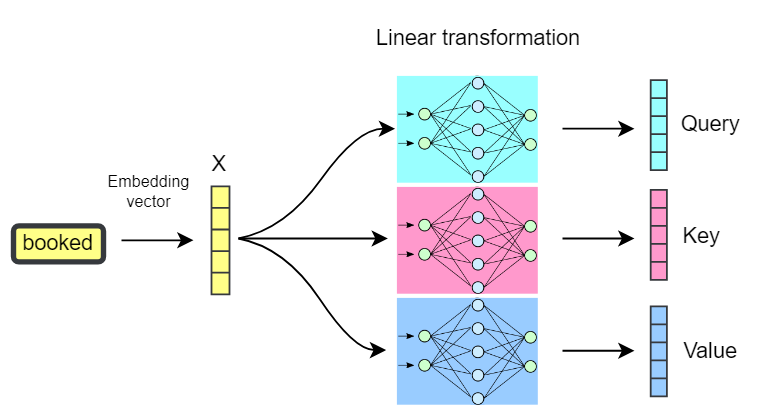 Linear transformation
Query
X
Embedding
vector
booked
Key
Value